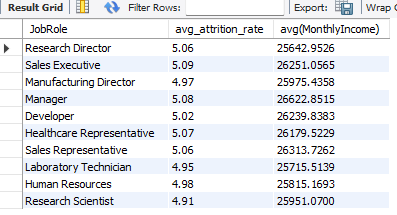 Result Grid Filter Rows: Export: Wrap C
JobRole avg_attrition_rate avg(MonthlyIncome)
Research Director 5.06 25642.9526
Sales Executive 5.09 26251.0565
Manufacturing Director 4.97 25975.4358
Manager 5.08 26622.8515
Developer 5.02 26239.8383
Healthcare Representative 5.07 26179.5229
Sales Representative 5.06 26313.7262
Laboratory Technician 4.95 25715.5139
Human Resources 4.98 25815.1693
Research Scientist 4.91 25951.0700